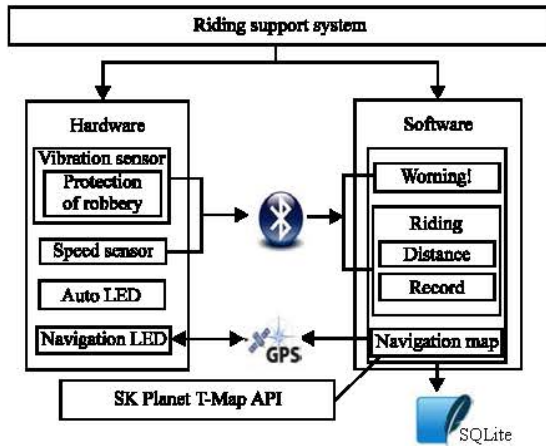 Riding support system
Hardware
Vibration sensor
Protection
of robbery
Speed sensor
Auto LED
Navigation LED
GPS
Software
Worning!
Riding
Distance
Record
Navigation map
SK Planet T-Map API
SQLite